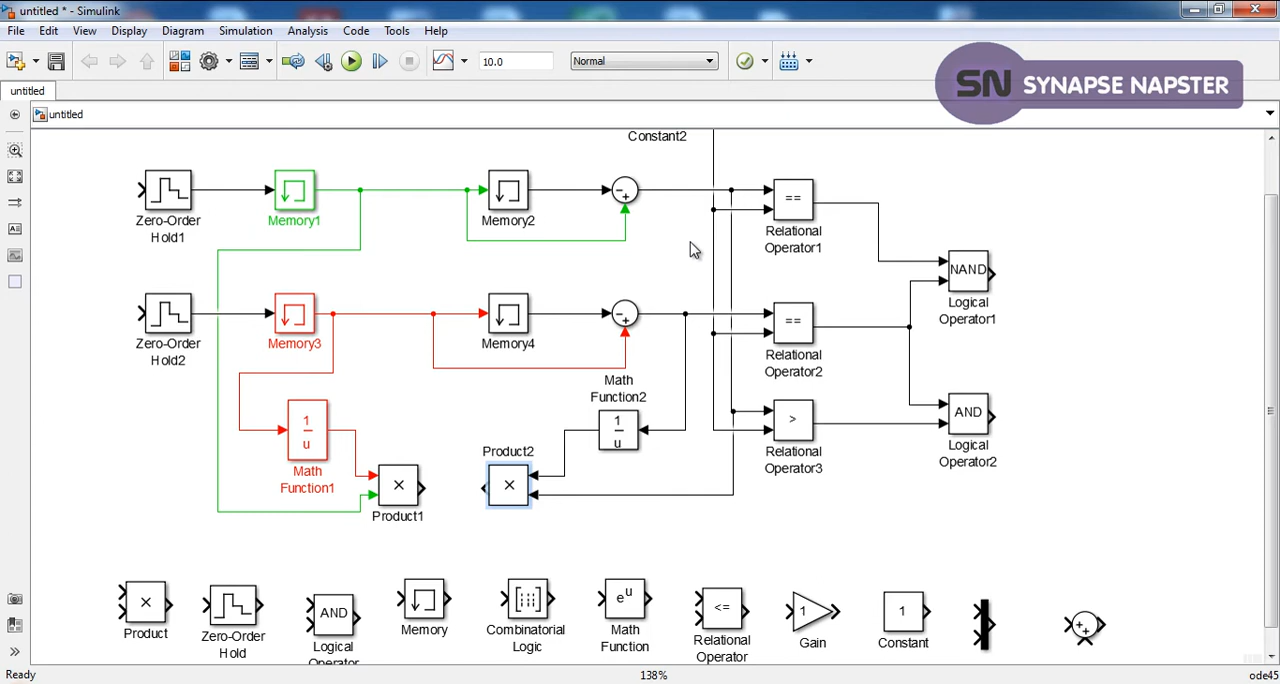 untitled * - Simulink
File Edit View Display Diagram Simulation Analysis Code Tools Help
10.0 Normal
SN SYNAPSE NAPSTER
untitled
untitled
Constant2
Memory1
Memory2
- +
==
Zero-Order
Hold1
Relational
Operator1
NAND
Logical
Operator1
Memory3
Memory4
- +
==
Zero-Order
Hold2
Relational
Operator2
Math
Function2
1
u
1
u
Math
Function1
>
Relational
Operator3
AND
Logical
Operator2
Product2
×
×
Product1
×
Product
Zero-Order
Hold
AND
Logical
Operator
Memory
Combinatorial
Logic
eu
Math
Function
<=
Relational
Operator
1
Gain
1
Constant
+ +
Ready 138% ode45